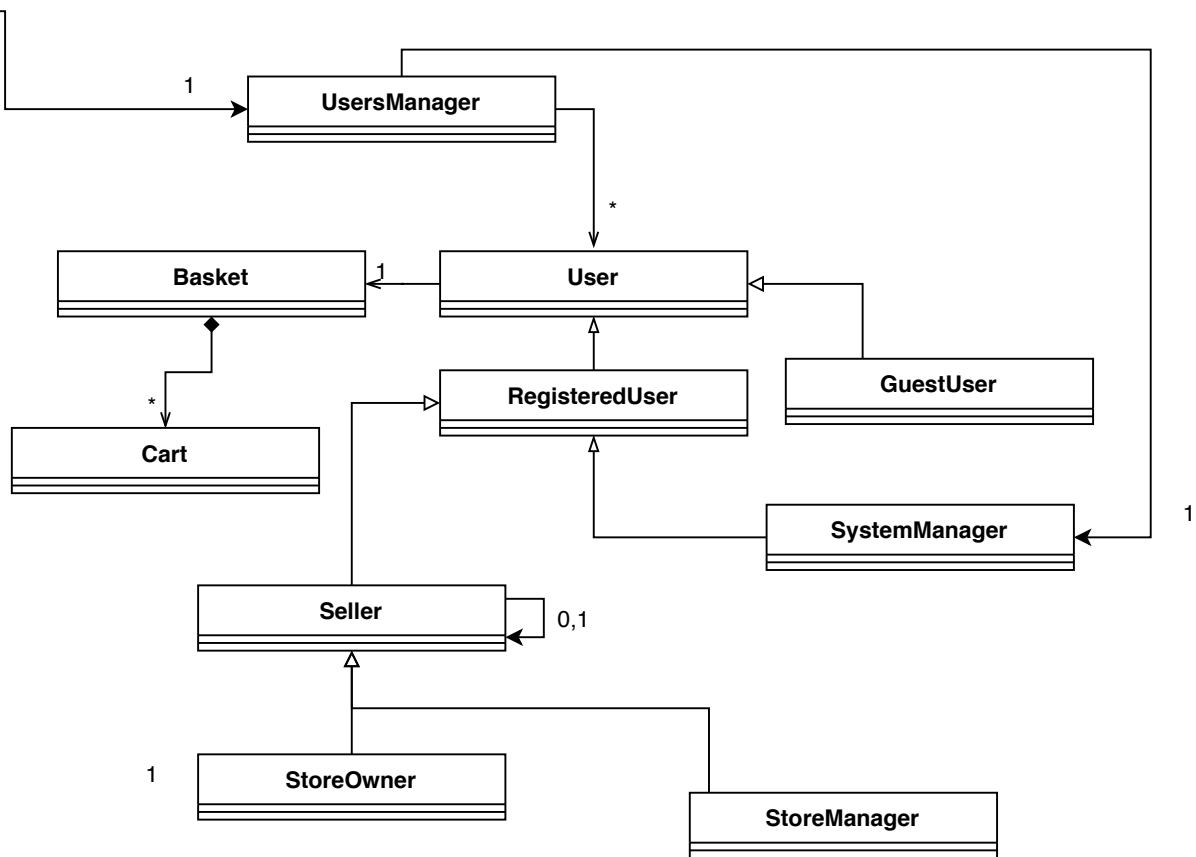 1
UsersManager
*
Basket
1
User
RegisteredUser
GuestUser
*
Cart
SystemManager
1
Seller
0,1
1
StoreOwner
StoreManager